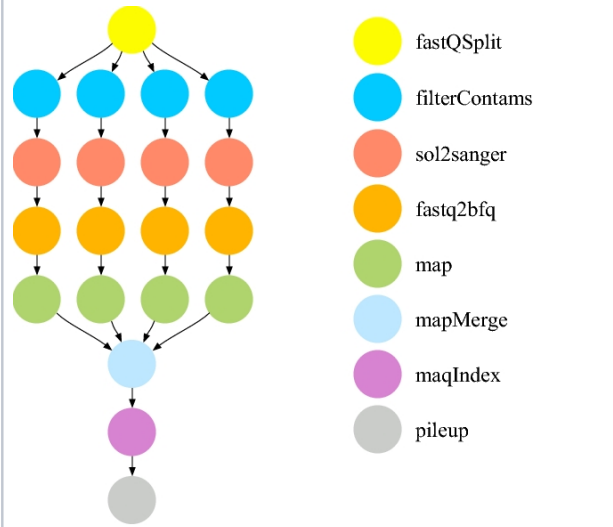 fastQSplit
filterContams
sol2sanger
fastq2bfq
map
mapMerge
maqIndex
pileup